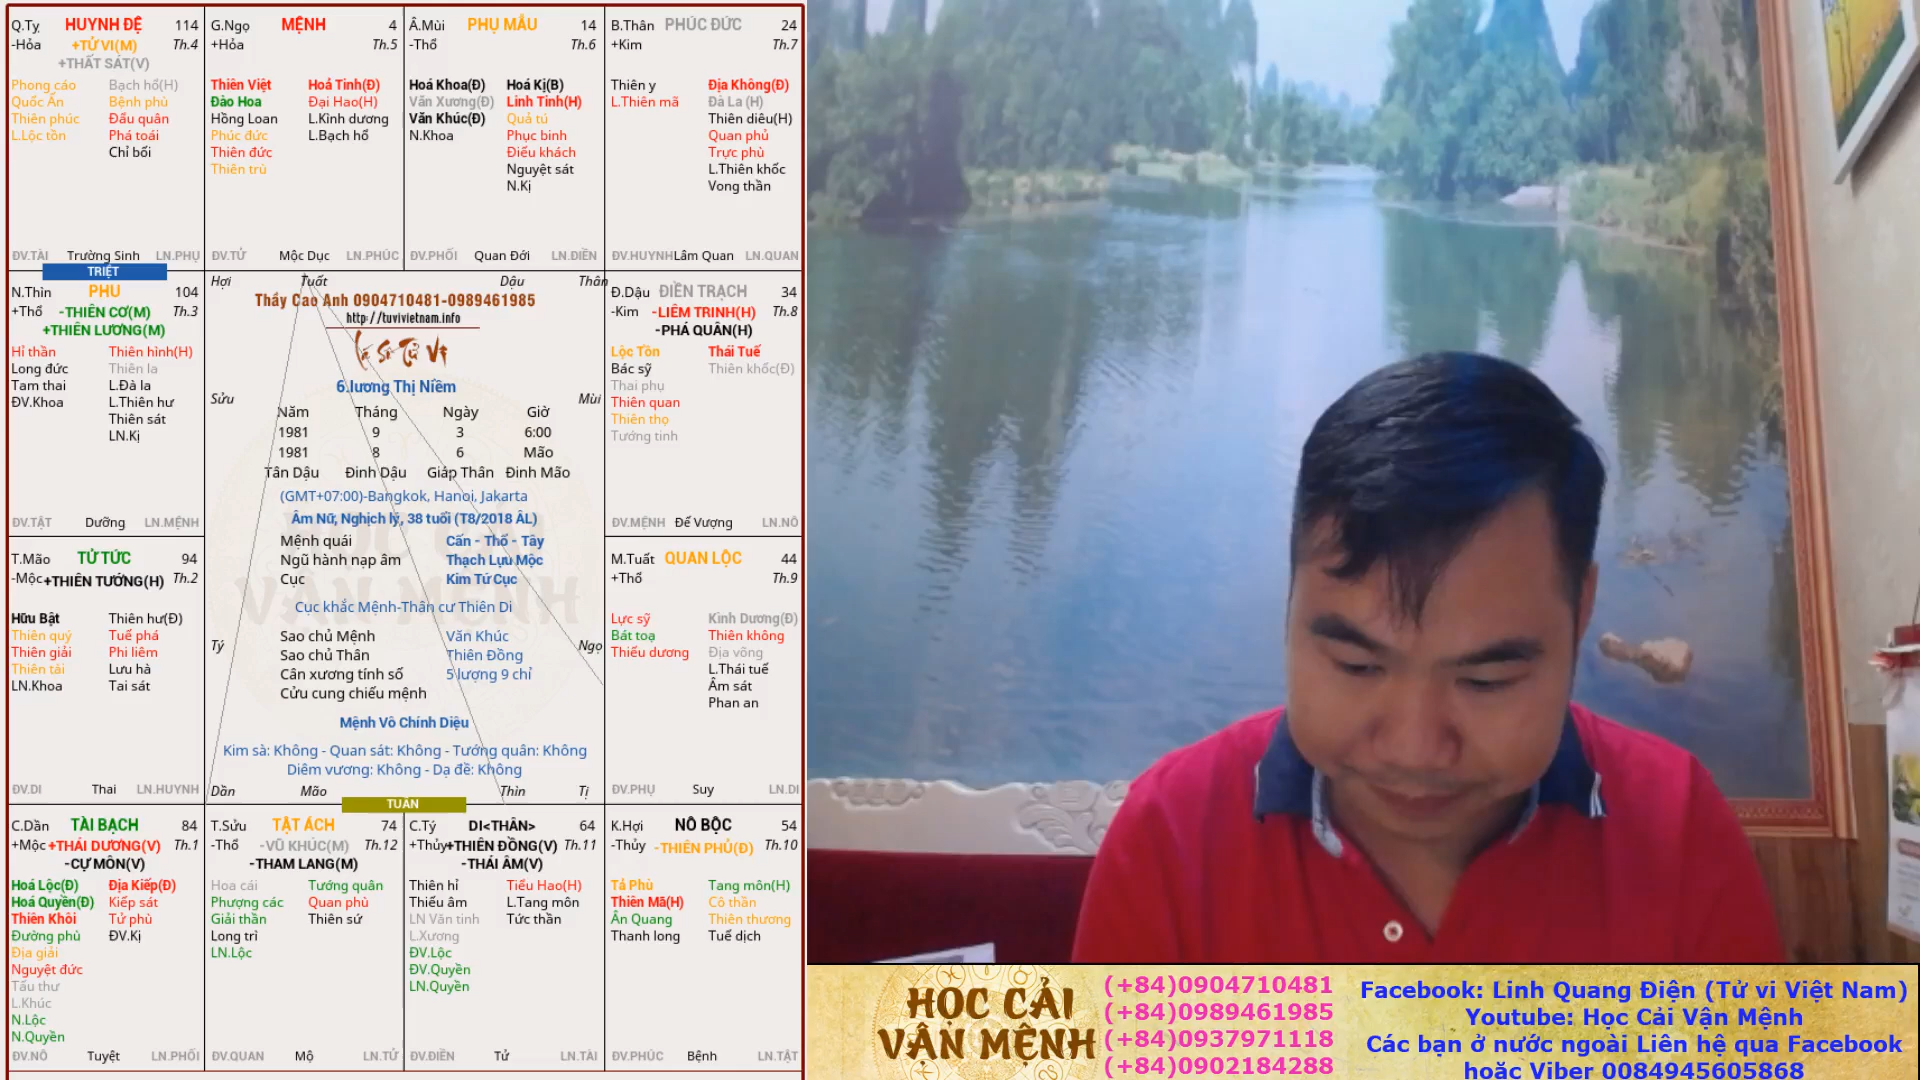 Q.Tỵ HUYNH ĐỆ 114
-Hỏa +TỬ VI(M) Th.4
+THẤT SÁT(V)
Phong cáo Bạch hổ(H)
Quốc Ấn Bệnh phù
Thiên phúc Đẩu quân
L.Lộc tồn Phá toái
Chỉ bối
ĐV.TÀI Trường Sinh LN.PHỤ
G.Ngọ MỆNH 4
+Hỏa Th.5
Thiên Việt Hoả Tinh(Đ)
Đào Hoa Đại Hao(H)
Hồng Loan L.Kình dương
Phúc đức L.Bạch hổ
Thiên đức
Thiên trù
ĐV.TỬ Mộc Dục LN.PHÚC
Ấ.Mùi PHỤ MẪU 14
-Thổ Th.6
Hoá Khoa(Đ) Hoá Kị(B)
Văn Xương(Đ) Linh Tinh(H)
Văn Khúc(Đ) Quả tú
N.Khoa Phục binh
Điếu khách
Nguyệt sát
N.Kị
ĐV.PHỐI Quan Đới LN.ĐIỀN
B.Thân PHÚC ĐỨC 24
+Kim Th.7
Thiên y Địa Không(Đ)
L.Thiên mã Đà La (H)
Thiên diêu(H)
Quan phủ
Trực phù
L.Thiên khốc
Vong thần
ĐV.HUYNH Lâm Quan LN.QUAN
TRIỆT
N.Thìn PHU 104
+Thổ -THIÊN CƠ(M) Th.3
+THIÊN LƯƠNG(M)
Hỉ thần Thiên hình(H)
Long đức Thiên la
Tam thai L.Đà la
ĐV.Khoa L.Thiên hư
Thiên sát
LN.Kị
ĐV.TẬT Dưỡng LN.MỆNH
Hợi Tuất Dậu Thân
Thầy Cao Anh 0904710481-0989461985
http://tuvivietnam.info
Lá Số Tử Vi
6.lương Thị Niềm
Sửu Mùi
Năm Tháng Ngày Giờ
1981 9 3 6:00
1981 8 6 Mão
Tân Dậu Đinh Dậu Giáp Thân Đinh Mão
(GMT+07:00)-Bangkok, Hanoi, Jakarta
Âm Nữ, Nghịch lý, 38 tuổi (T8/2018 ÂL)
Mệnh quái Cấn - Thổ - Tây
Ngũ hành nạp âm Thạch Lựu Mộc
Cục Kim Tứ Cục
VẬN MỆNH
Cục khắc Mệnh-Thân cư Thiên Di
Sao chủ Mệnh Văn Khúc
Tý Ngọ
Sao chủ Thân Thiên Đồng
Cân xương tính số 5 lượng 9 chỉ
Cửu cung chiếu mệnh
Mệnh Vô Chính Diệu
Kim sà: Không - Quan sát: Không - Tướng quân: Không
Diêm vương: Không - Dạ đề: Không
Dần Mão Thìn Tị
TUẦN
Đ.Dậu ĐIỀN TRẠCH 34
-Kim -LIÊM TRINH(H) Th.8
-PHÁ QUÂN(H)
Lộc Tồn Thái Tuế
Bác sỹ Thiên khốc(Đ)
Thai phụ
Thiên quan
Thiên thọ
Tướng tinh
ĐV.MỆNH Đế Vượng LN.NÔ
T.Mão TỬ TỨC 94
-Mộc +THIÊN TƯỚNG(H) Th.2
Hữu Bật Thiên hư(Đ)
Thiên quý Tuế phá
Thiên giải Phi liêm
Thiên tài Lưu hà
LN.Khoa Tai sát
ĐV.DI Thai LN.HUYNH
M.Tuất QUAN LỘC 44
+Thổ Th.9
Lực sỹ Kình Dương(Đ)
Bát toạ Thiên không
Thiếu dương Địa võng
L.Thái tuế
Âm sát
Phan an
ĐV.PHỤ Suy LN.DI
C.Dần TÀI BẠCH 84
+Mộc +THÁI DƯƠNG(V) Th.1
-CỰ MÔN(V)
Hoá Lộc(Đ) Địa Kiếp(Đ)
Hoá Quyền(Đ) Kiếp sát
Thiên Khôi Tử phù
Đường phù ĐV.Kị
Địa giải
Nguyệt đức
Tấu thư
L.Khúc
N.Lộc
N.Quyền
ĐV.NÔ Tuyệt LN.PHỐI
T.Sửu TẬT ÁCH 74
-Thổ -VŨ KHÚC(M) Th.12
-THAM LANG(M)
Hoa cái Tướng quân
Phượng các Quan phù
Giải thần Thiên sứ
Long trì
LN.Lộc
ĐV.QUAN Mộ LN.TỬ
C.Tý DI<THÂN> 64
+Thủy +THIÊN ĐỒNG(V) Th.11
-THÁI ÂM(V)
Thiên hỉ Tiểu Hao(H)
Thiếu âm L.Tang môn
LN Văn tinh Tức thần
L.Xương
ĐV.Lộc
ĐV.Quyền
LN.Quyền
ĐV.ĐIỀN Tử LN.TÀI
K.Hợi NÔ BỘC 54
-Thủy -THIÊN PHỦ(Đ) Th.10
Tả Phù Tang môn(H)
Thiên Mã(H) Cô thần
Ân Quang Thiên thương
Thanh long Tuế dịch
ĐV.PHÚC Bệnh LN.TẬT
HỌC CẢI
VẬN MỆNH
(+84)0904710481
(+84)0989461985
(+84)0937971118
(+84)0902184288
Facebook: Linh Quang Điện (Tử vi Việt Nam)
Youtube: Học Cải Vận Mệnh
Các bạn ở nước ngoài Liên hệ qua Facebook
hoặc Viber 0084945605868